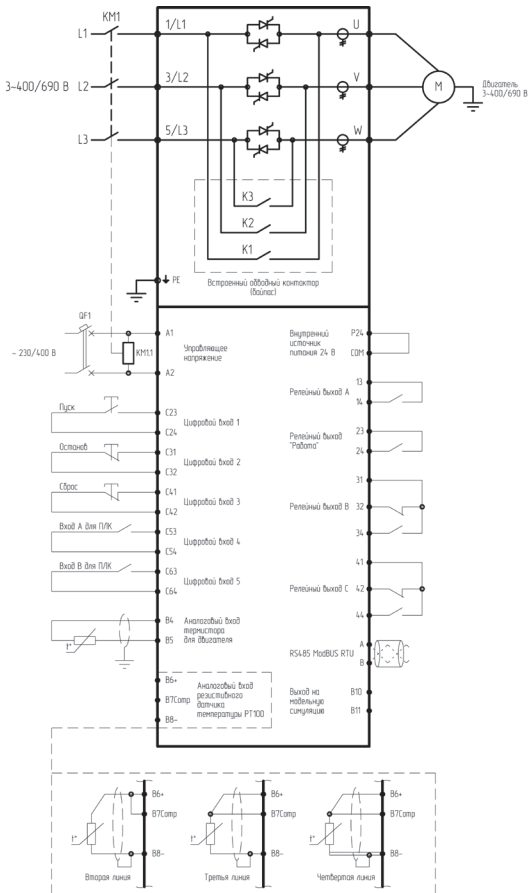 KM1
L1
1/L1
U
3~400/690 В
L2
3/L2
V
M
Двигатель
3~400/690 В
L3
5/L3
W
K3
K2
K1
Встроенный обводный контактор
(байпас)
PE
QF1
~ 230/400 В
KM1.1
A1
A2
Управляющее
напряжение
Внутренний
источник
питания 24 В
P24
COM
Релейный выход А
13
14
Пуск
C23
C24
Цифровой вход 1
Релейный выход
"Работа"
23
24
Останов
C31
C32
Цифровой вход 2
Сброс
C41
C42
Цифровой вход 3
Релейный выход В
31
32
34
Вход А для П/К
C53
C54
Цифровой вход 4
Вход В для П/К
C63
C64
Цифровой вход 5
Релейный выход С
41
42
44
B4
B5
Аналоговый вход
термистора
для двигателя
t°
RS485 ModBUS RTU
A
B
B6+
B7Comp
B8-
Аналоговый вход
резистивного
датчика
температуры PT100
Выход на
модельную
симуляцию
B10
B11
B6+
B7Comp
B8-
t°
Вторая линия
B6+
B7Comp
B8-
t°
Третья линия
B6+
B7Comp
B8-
t°
Четвертая линия